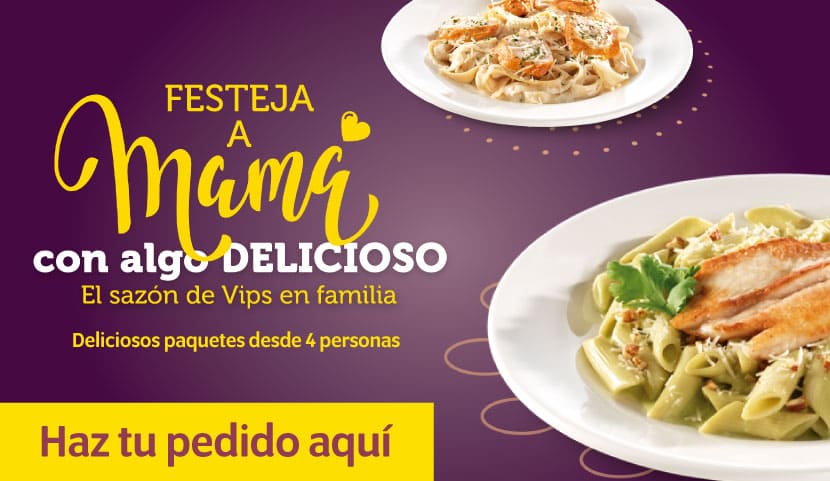 FESTEJA
A
Mamá
con algo DELICIOSO
El sazón de Vips en familia
Deliciosos paquetes desde 4 personas
Haz tu pedido aquí